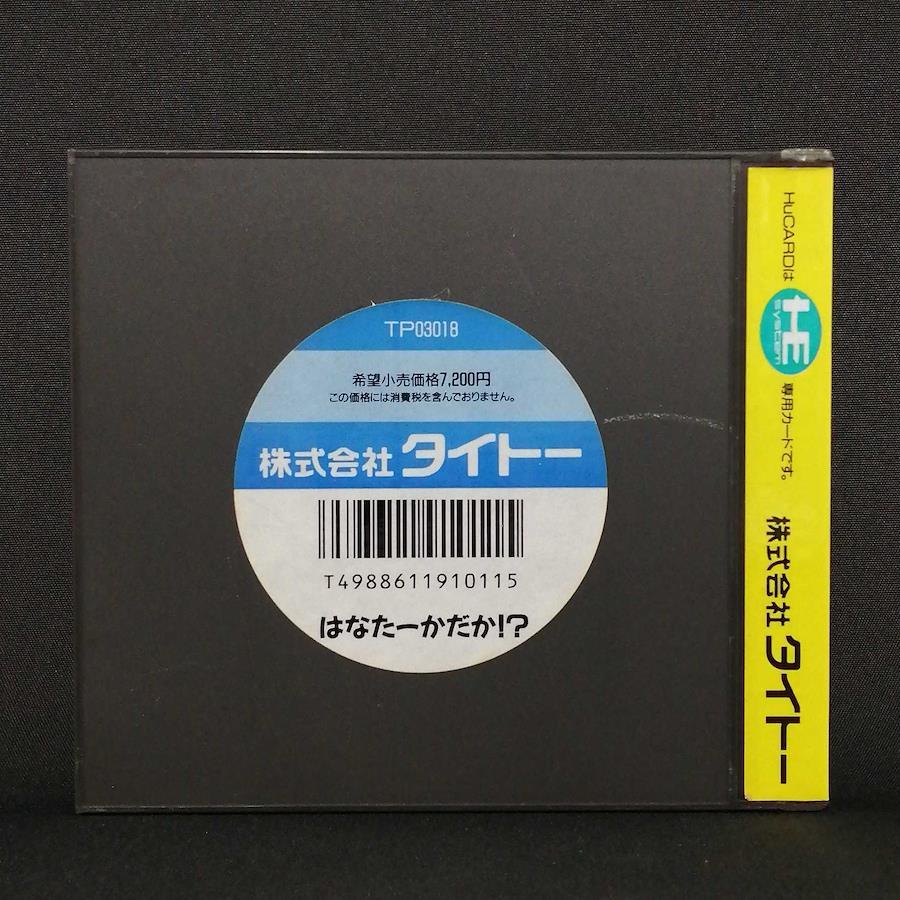 TP03018
希望小売価格7,200円
この価格には消費税を含んでおりません。
株式会社 タイトー
T4988611910115
はなたーかだか!?
HuCARDは HE system 専用カードです。 株式会社 タイトー